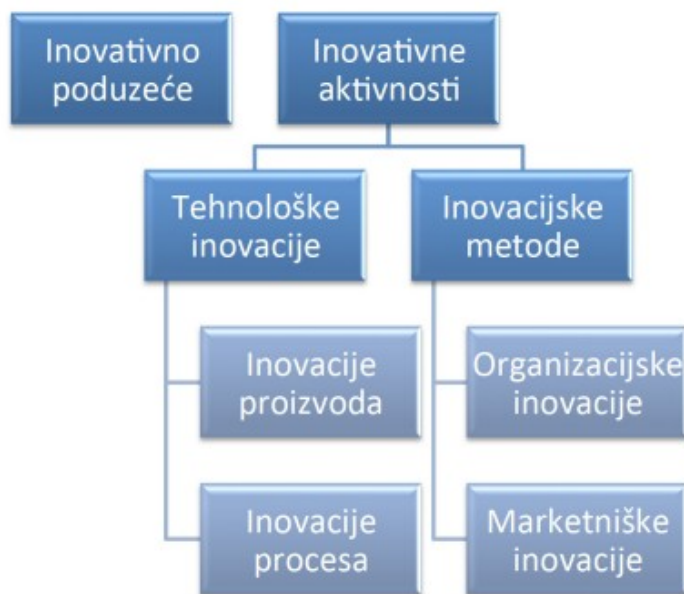 Inovativno
poduzeće
Inovativne
aktivnosti
Tehnološke
inovacije
Inovacijske
metode
Inovacije
proizvoda
Organizacijske
inovacije
Inovacije
procesa
Marketniške
inovacije